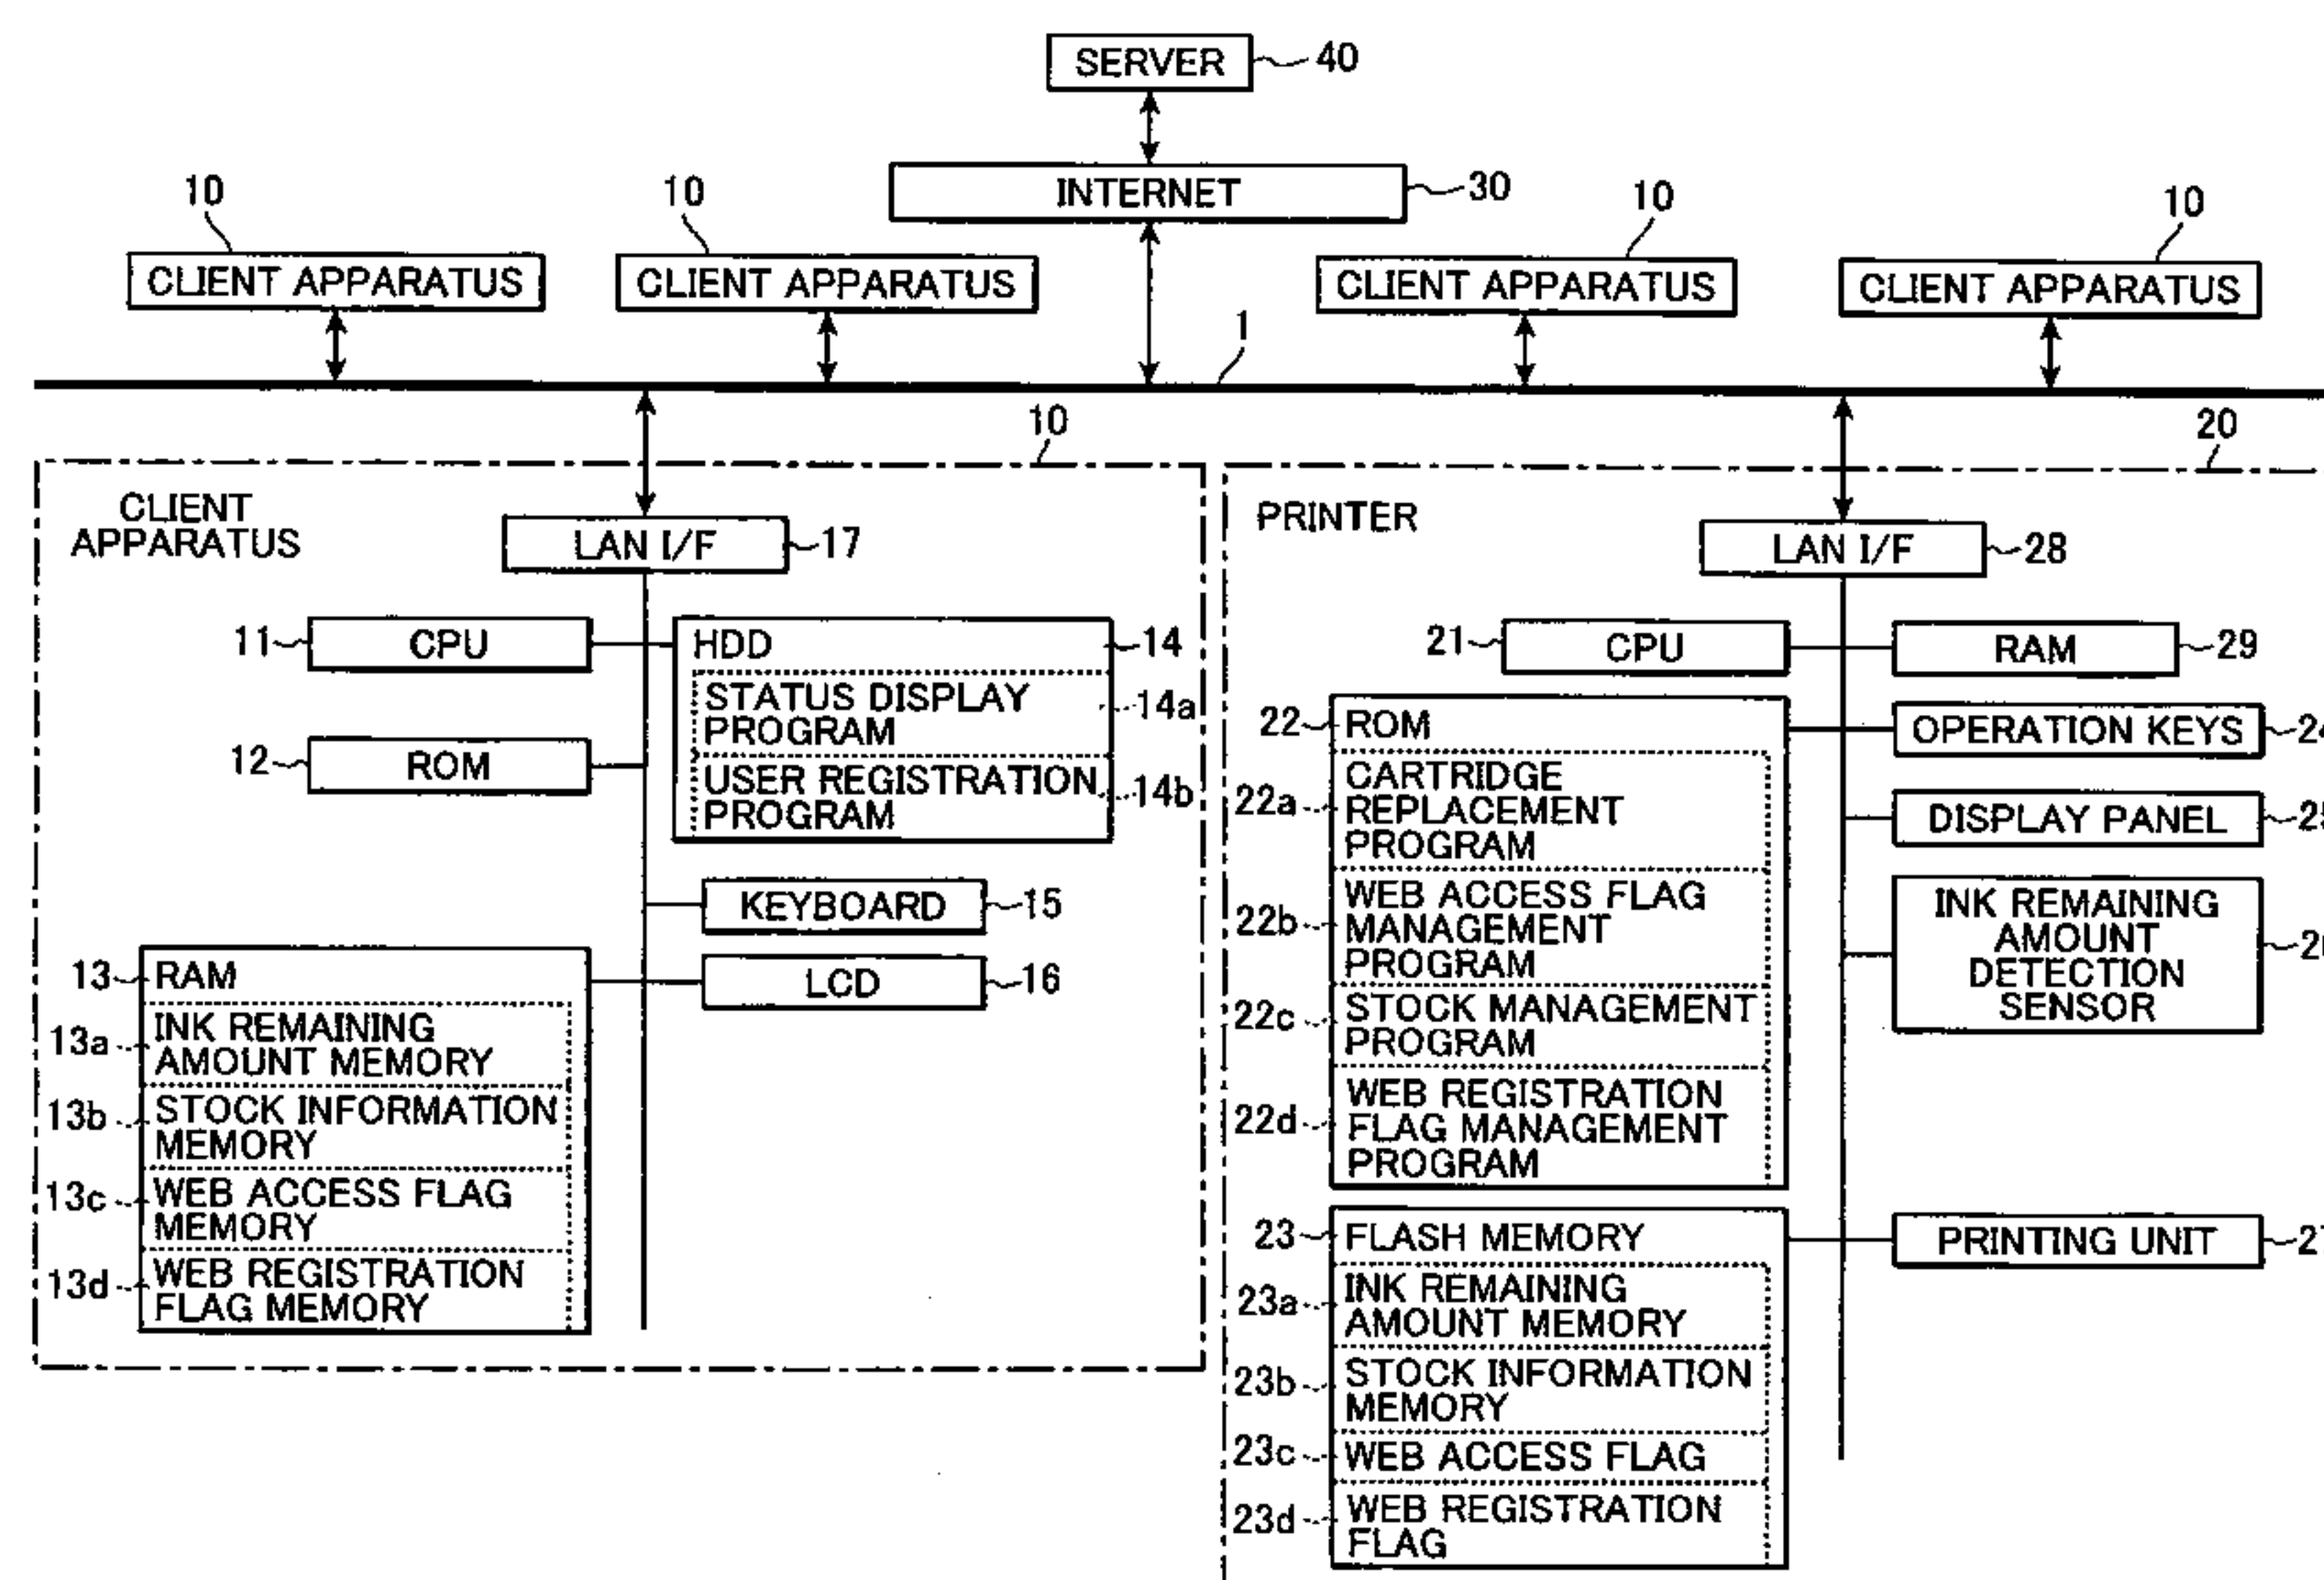 SERVER
40
INTERNET
30
10
10
10
10
CLIENT APPARATUS
CLIENT APPARATUS
CLIENT APPARATUS
CLIENT APPARATUS
1
10
20
CLIENT
APPARATUS
LAN I/F
17
11
CPU
HDD
14
STATUS DISPLAY
PROGRAM
14a
USER REGISTRATION
PROGRAM
14b
12
ROM
KEYBOARD
15
LCD
16
13
RAM
13a
INK REMAINING
AMOUNT MEMORY
13b
STOCK INFORMATION
MEMORY
13c
WEB ACCESS FLAG
MEMORY
13d
WEB REGISTRATION
FLAG MEMORY
PRINTER
LAN I/F
28
21
CPU
RAM
29
22
ROM
OPERATION KEYS
22a
CARTRIDGE
REPLACEMENT
PROGRAM
DISPLAY PANEL
22b
WEB ACCESS FLAG
MANAGEMENT
PROGRAM
INK REMAINING
AMOUNT
DETECTION
SENSOR
22c
STOCK MANAGEMENT
PROGRAM
22d
WEB REGISTRATION
FLAG MANAGEMENT
PROGRAM
23
FLASH MEMORY
PRINTING UNIT
23a
INK REMAINING
AMOUNT MEMORY
23b
STOCK INFORMATION
MEMORY
23c
WEB ACCESS FLAG
23d
WEB REGISTRATION
FLAG